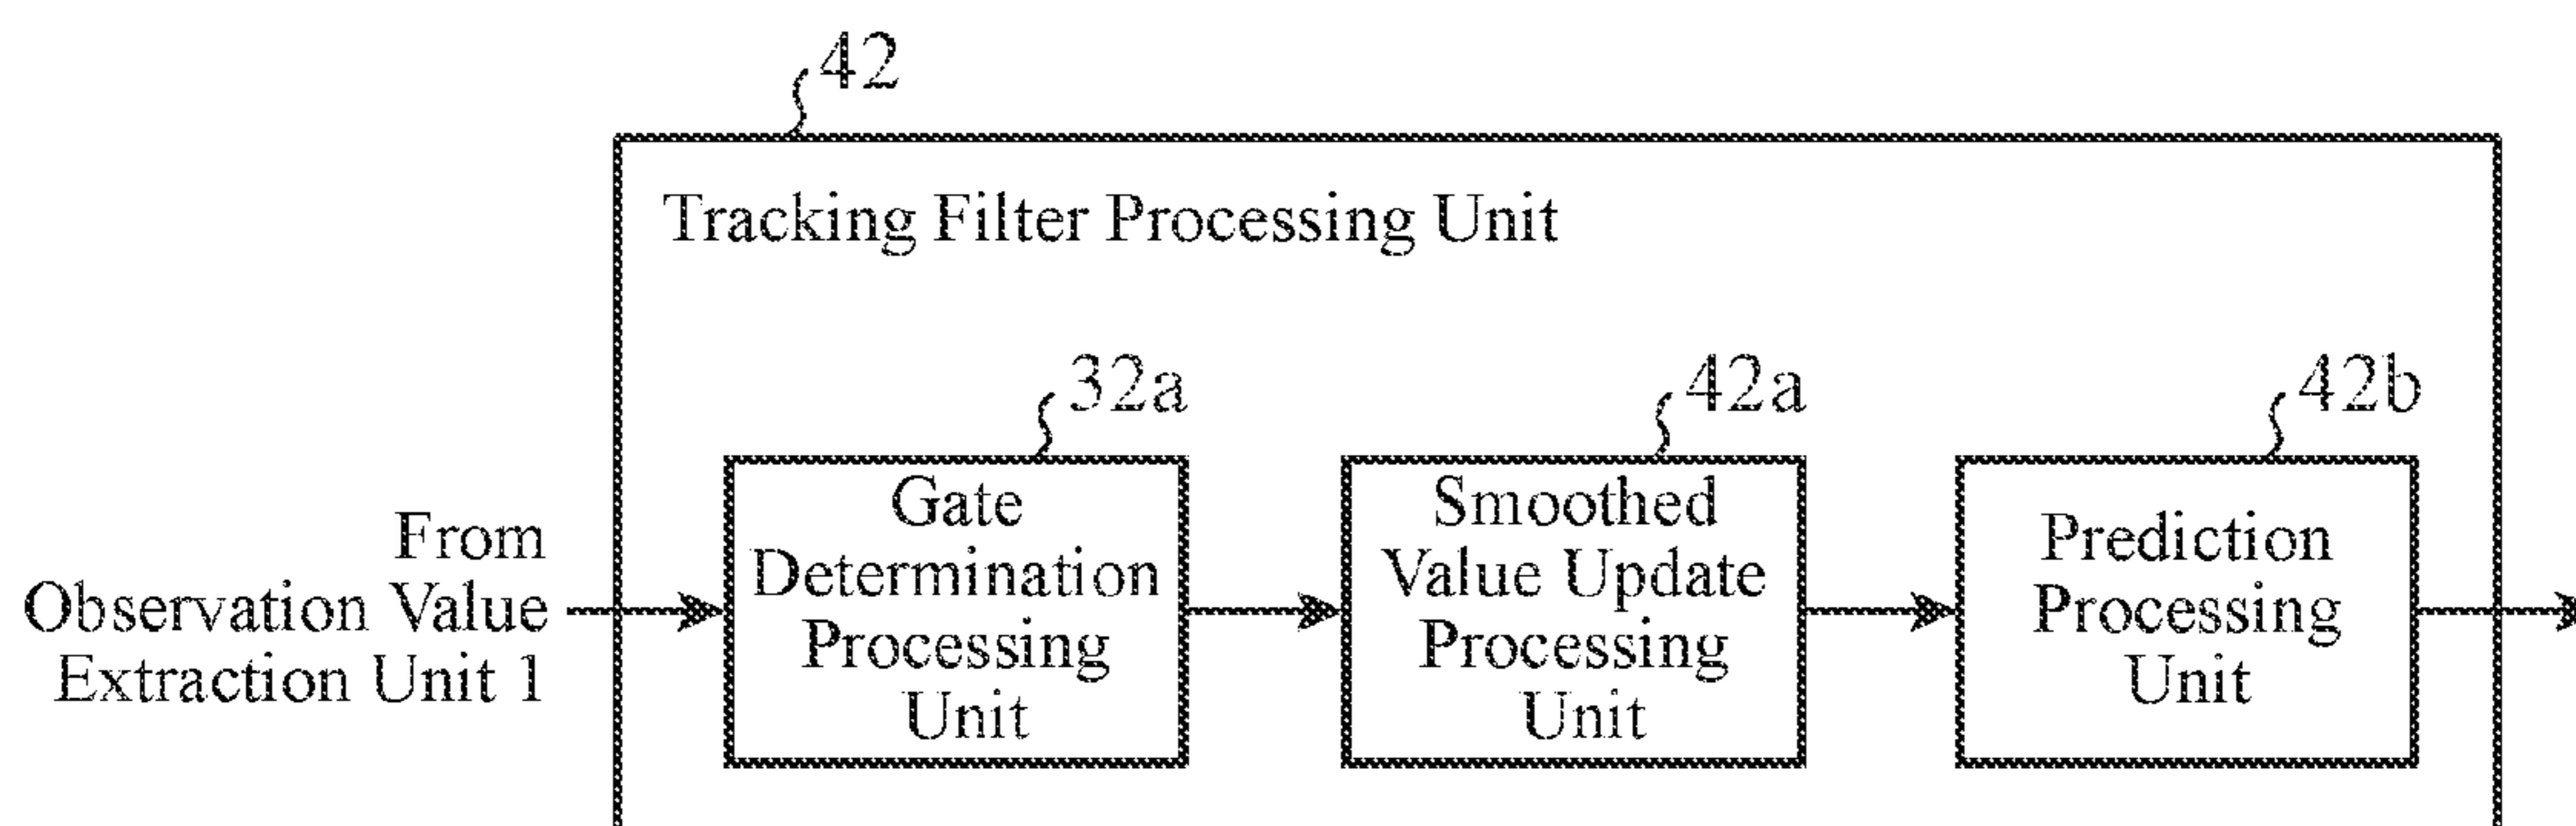 42
Tracking Filter Processing Unit
32a
42a
42b
From
Observation Value
Extraction Unit 1
Gate
Determination
Processing
Unit
Smoothed
Value Update
Processing
Unit
Prediction
Processing
Unit